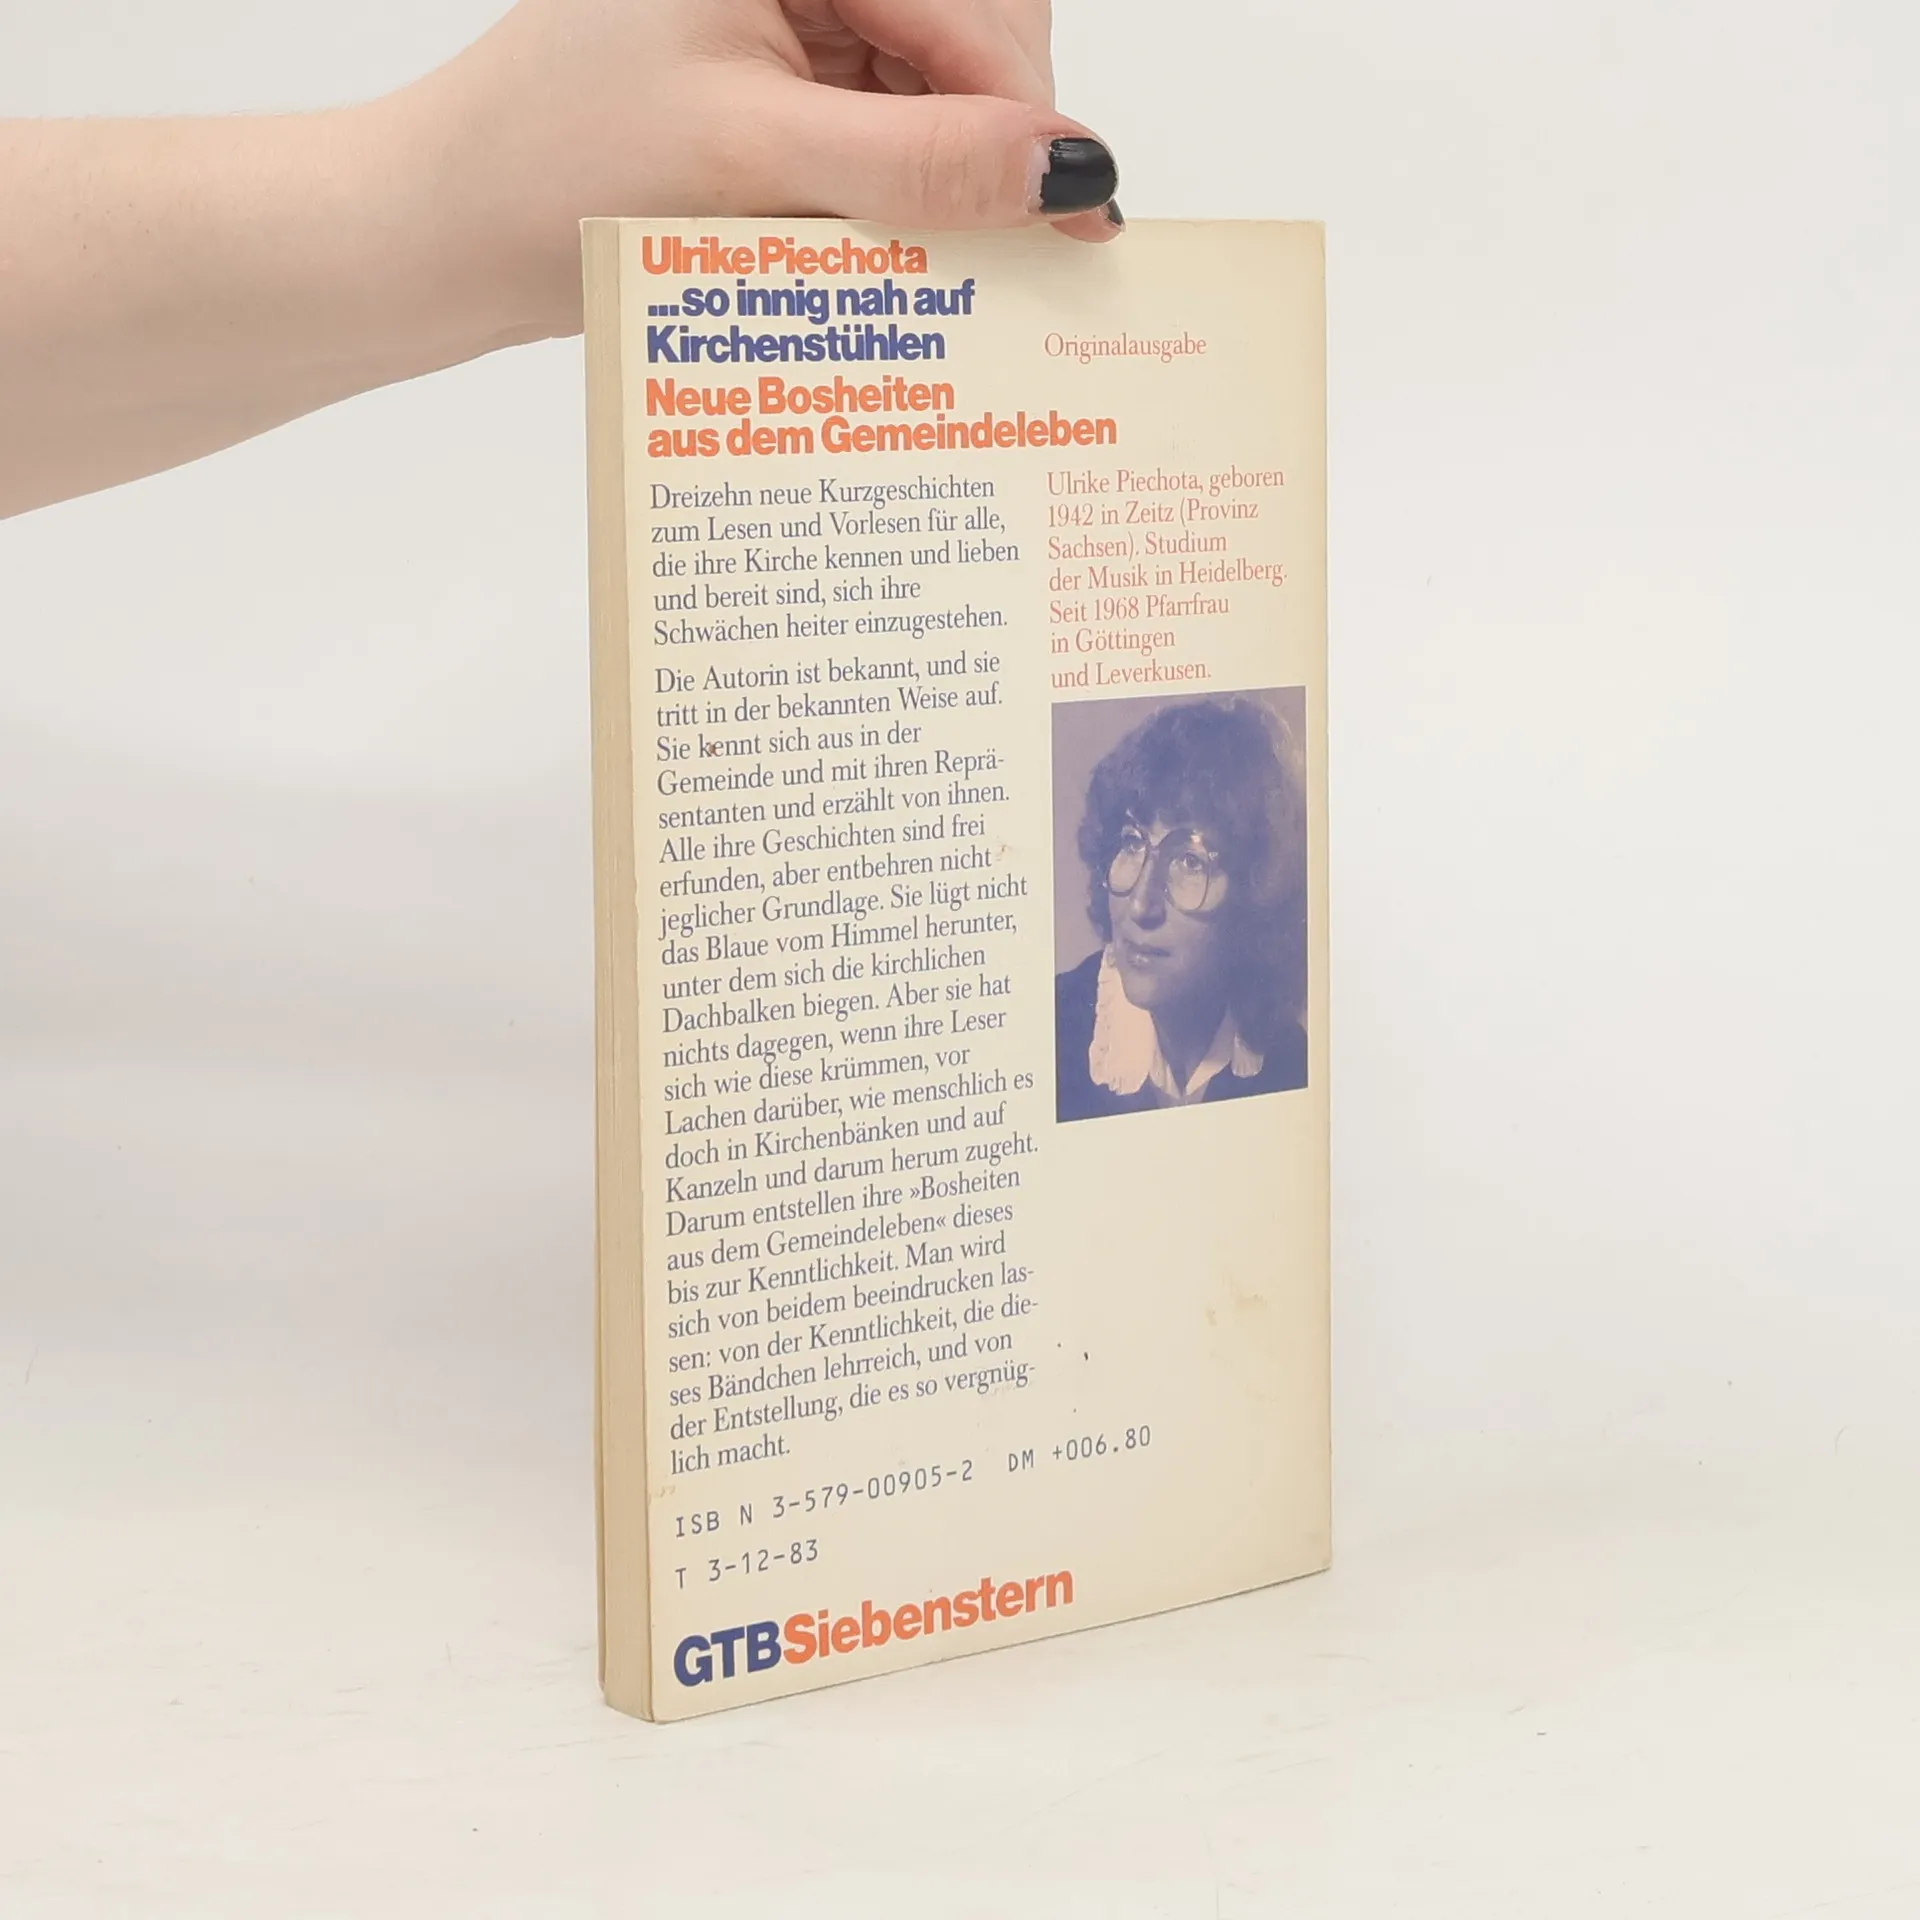 Ulrike Piechota
...so innig nah auf
Kirchenstühlen
Originalausgabe
Neue Bosheiten
aus dem Gemeindeleben
Dreizehn neue Kurzgeschichten
zum Lesen und Vorlesen für alle,
die ihre Kirche kennen und lieben
und bereit sind, sich ihre
Schwächen heiter einzugestehen.
Die Autorin ist bekannt, und sie
tritt in der bekannten Weise auf.
Sie kennt sich aus in der
Gemeinde und mit ihren Reprä-
sentanten und erzählt von ihnen.
Alle ihre Geschichten sind frei
erfunden, aber entbehren nicht
jeglicher Grundlage. Sie lügt nicht
das Blaue vom Himmel herunter,
unter dem sich die kirchlichen
Dachbalken biegen. Aber sie hat
nichts dagegen, wenn ihre Leser
sich wie diese krümmen, vor
Lachen darüber, wie menschlich es
doch in Kirchenbänken und auf
Kanzeln und darum herum zugeht.
Darum entstellen ihre »Bosheiten
aus dem Gemeindeleben« dieses
bis zur Kenntlichkeit. Man wird
sich von beidem beeindrucken las-
sen: von der Kenntlichkeit, die die-
ses Bändchen lehrreich, und von
der Entstellung, die es so vergnüg-
lich macht.
Ulrike Piechota, geboren
1942 in Zeitz (Provinz
Sachsen). Studium
der Musik in Heidelberg.
Seit 1968 Pfarrfrau
in Göttingen
und Leverkusen.
ISB N 3-579-00905-2 DM +006.80
T 3-12-83
GTBSiebenstern